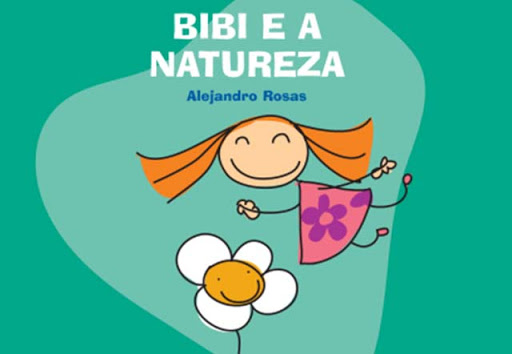 BIBI E A
NATUREZA
Alejandro Rosas